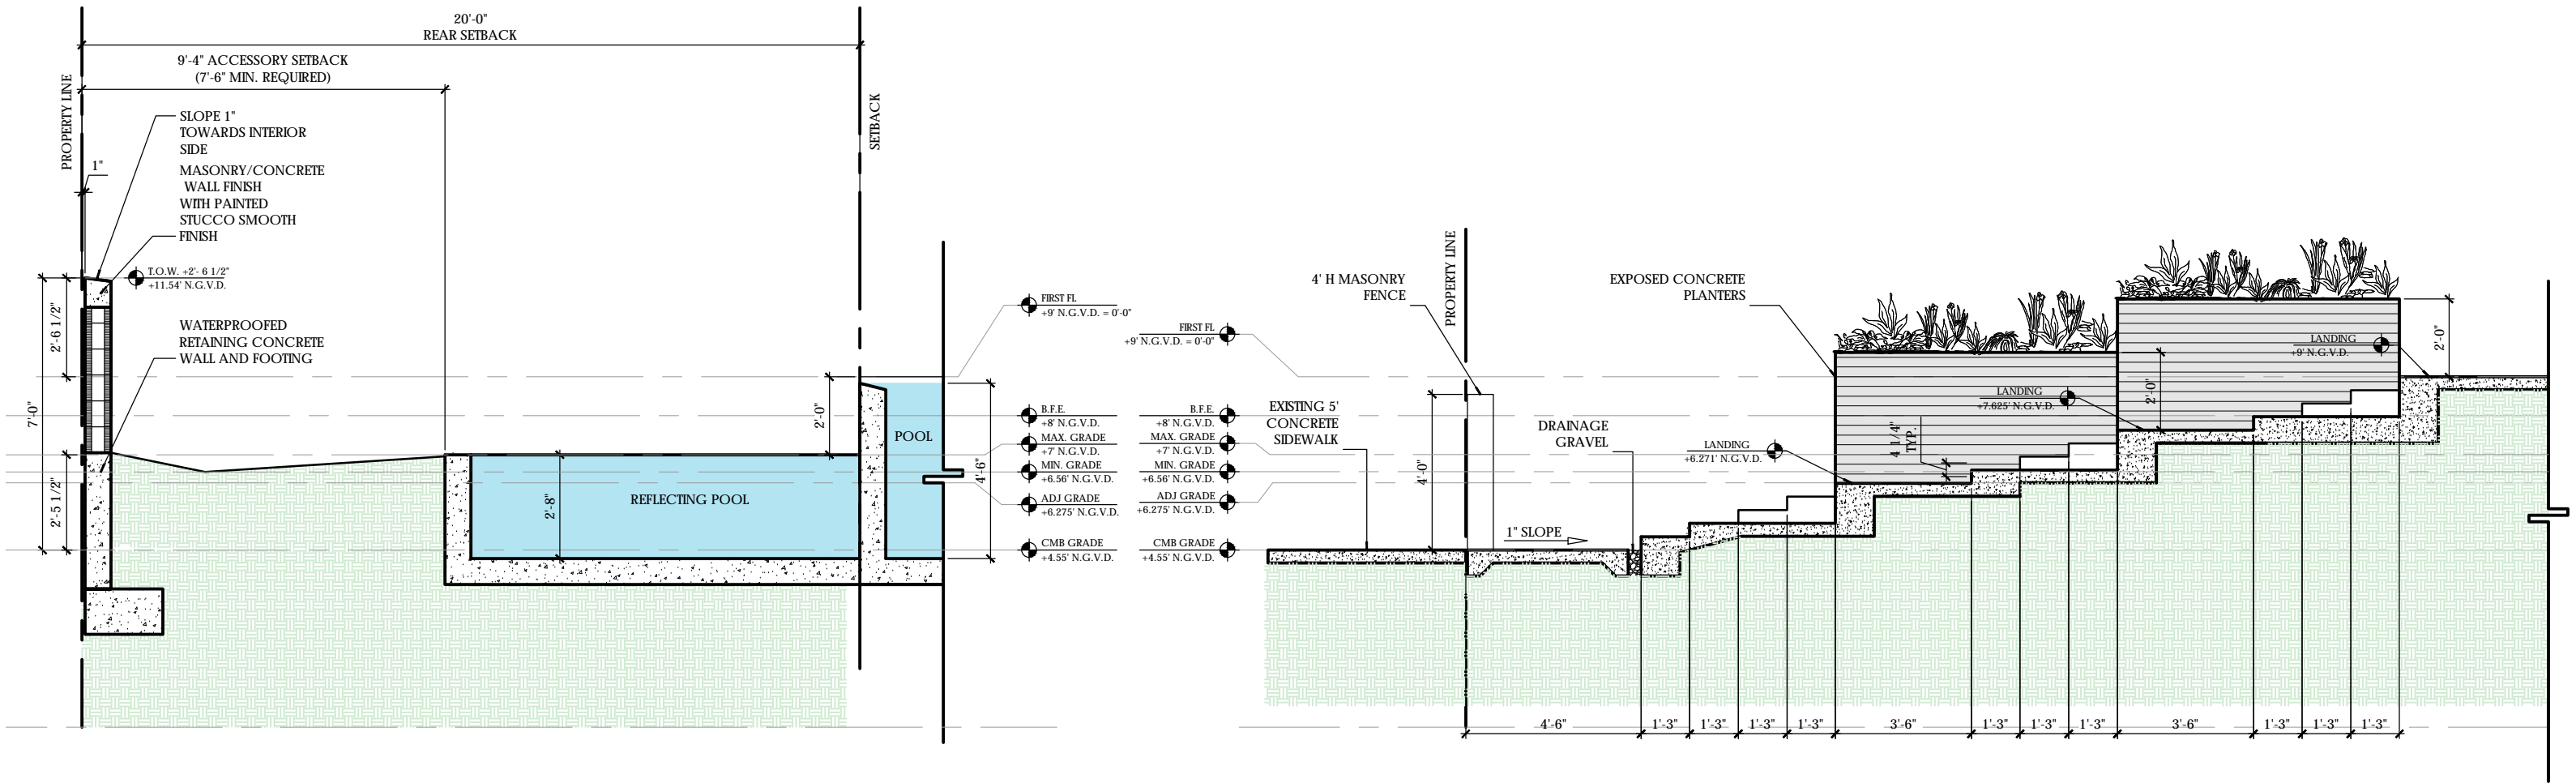 20'-0"
REAR SETBACK
9'-4" ACCESSORY SETBACK
(7'-6" MIN. REQUIRED)
PROPERTY LINE
SETBACK
SLOPE 1"
TOWARDS INTERIOR
SIDE
1"
MASONRY/CONCRETE
WALL FINISH
WITH PAINTED
STUCCO SMOOTH
FINISH
T.O.W. +2'- 6 1/2"
+11.54' N.G.V.D.
WATERPROOFED
RETAINING CONCRETE
WALL AND FOOTING
2'-6 1/2"
7'-0"
2'-5 1/2"
2'-8"
REFLECTING POOL
2'-0"
POOL
4'-6"
FIRST FL
+9' N.G.V.D. = 0'-0"
B.F.E.
+8' N.G.V.D.
MAX. GRADE
+7' N.G.V.D.
MIN. GRADE
+6.56' N.G.V.D.
ADJ GRADE
+6.275' N.G.V.D.
CMB GRADE
+4.55' N.G.V.D.
FIRST FL
+9' N.G.V.D. = 0'-0"
B.F.E.
+8' N.G.V.D.
MAX. GRADE
+7' N.G.V.D.
MIN. GRADE
+6.56' N.G.V.D.
ADJ GRADE
+6.275' N.G.V.D.
CMB GRADE
+4.55' N.G.V.D.
EXISTING 5'
CONCRETE
SIDEWALK
4' H MASONRY
FENCE
PROPERTY LINE
4'-0"
DRAINAGE
GRAVEL
1" SLOPE
EXPOSED CONCRETE
PLANTERS
LANDING
+6.271' N.G.V.D.
4 1/4"
TYP.
LANDING
+7.625' N.G.V.D.
2'-0"
LANDING
+9' N.G.V.D.
2'-0"
4'-6"
1'-3"
1'-3"
1'-3"
1'-3"
3'-6"
1'-3"
1'-3"
1'-3"
3'-6"
1'-3"
1'-3"
1'-3"